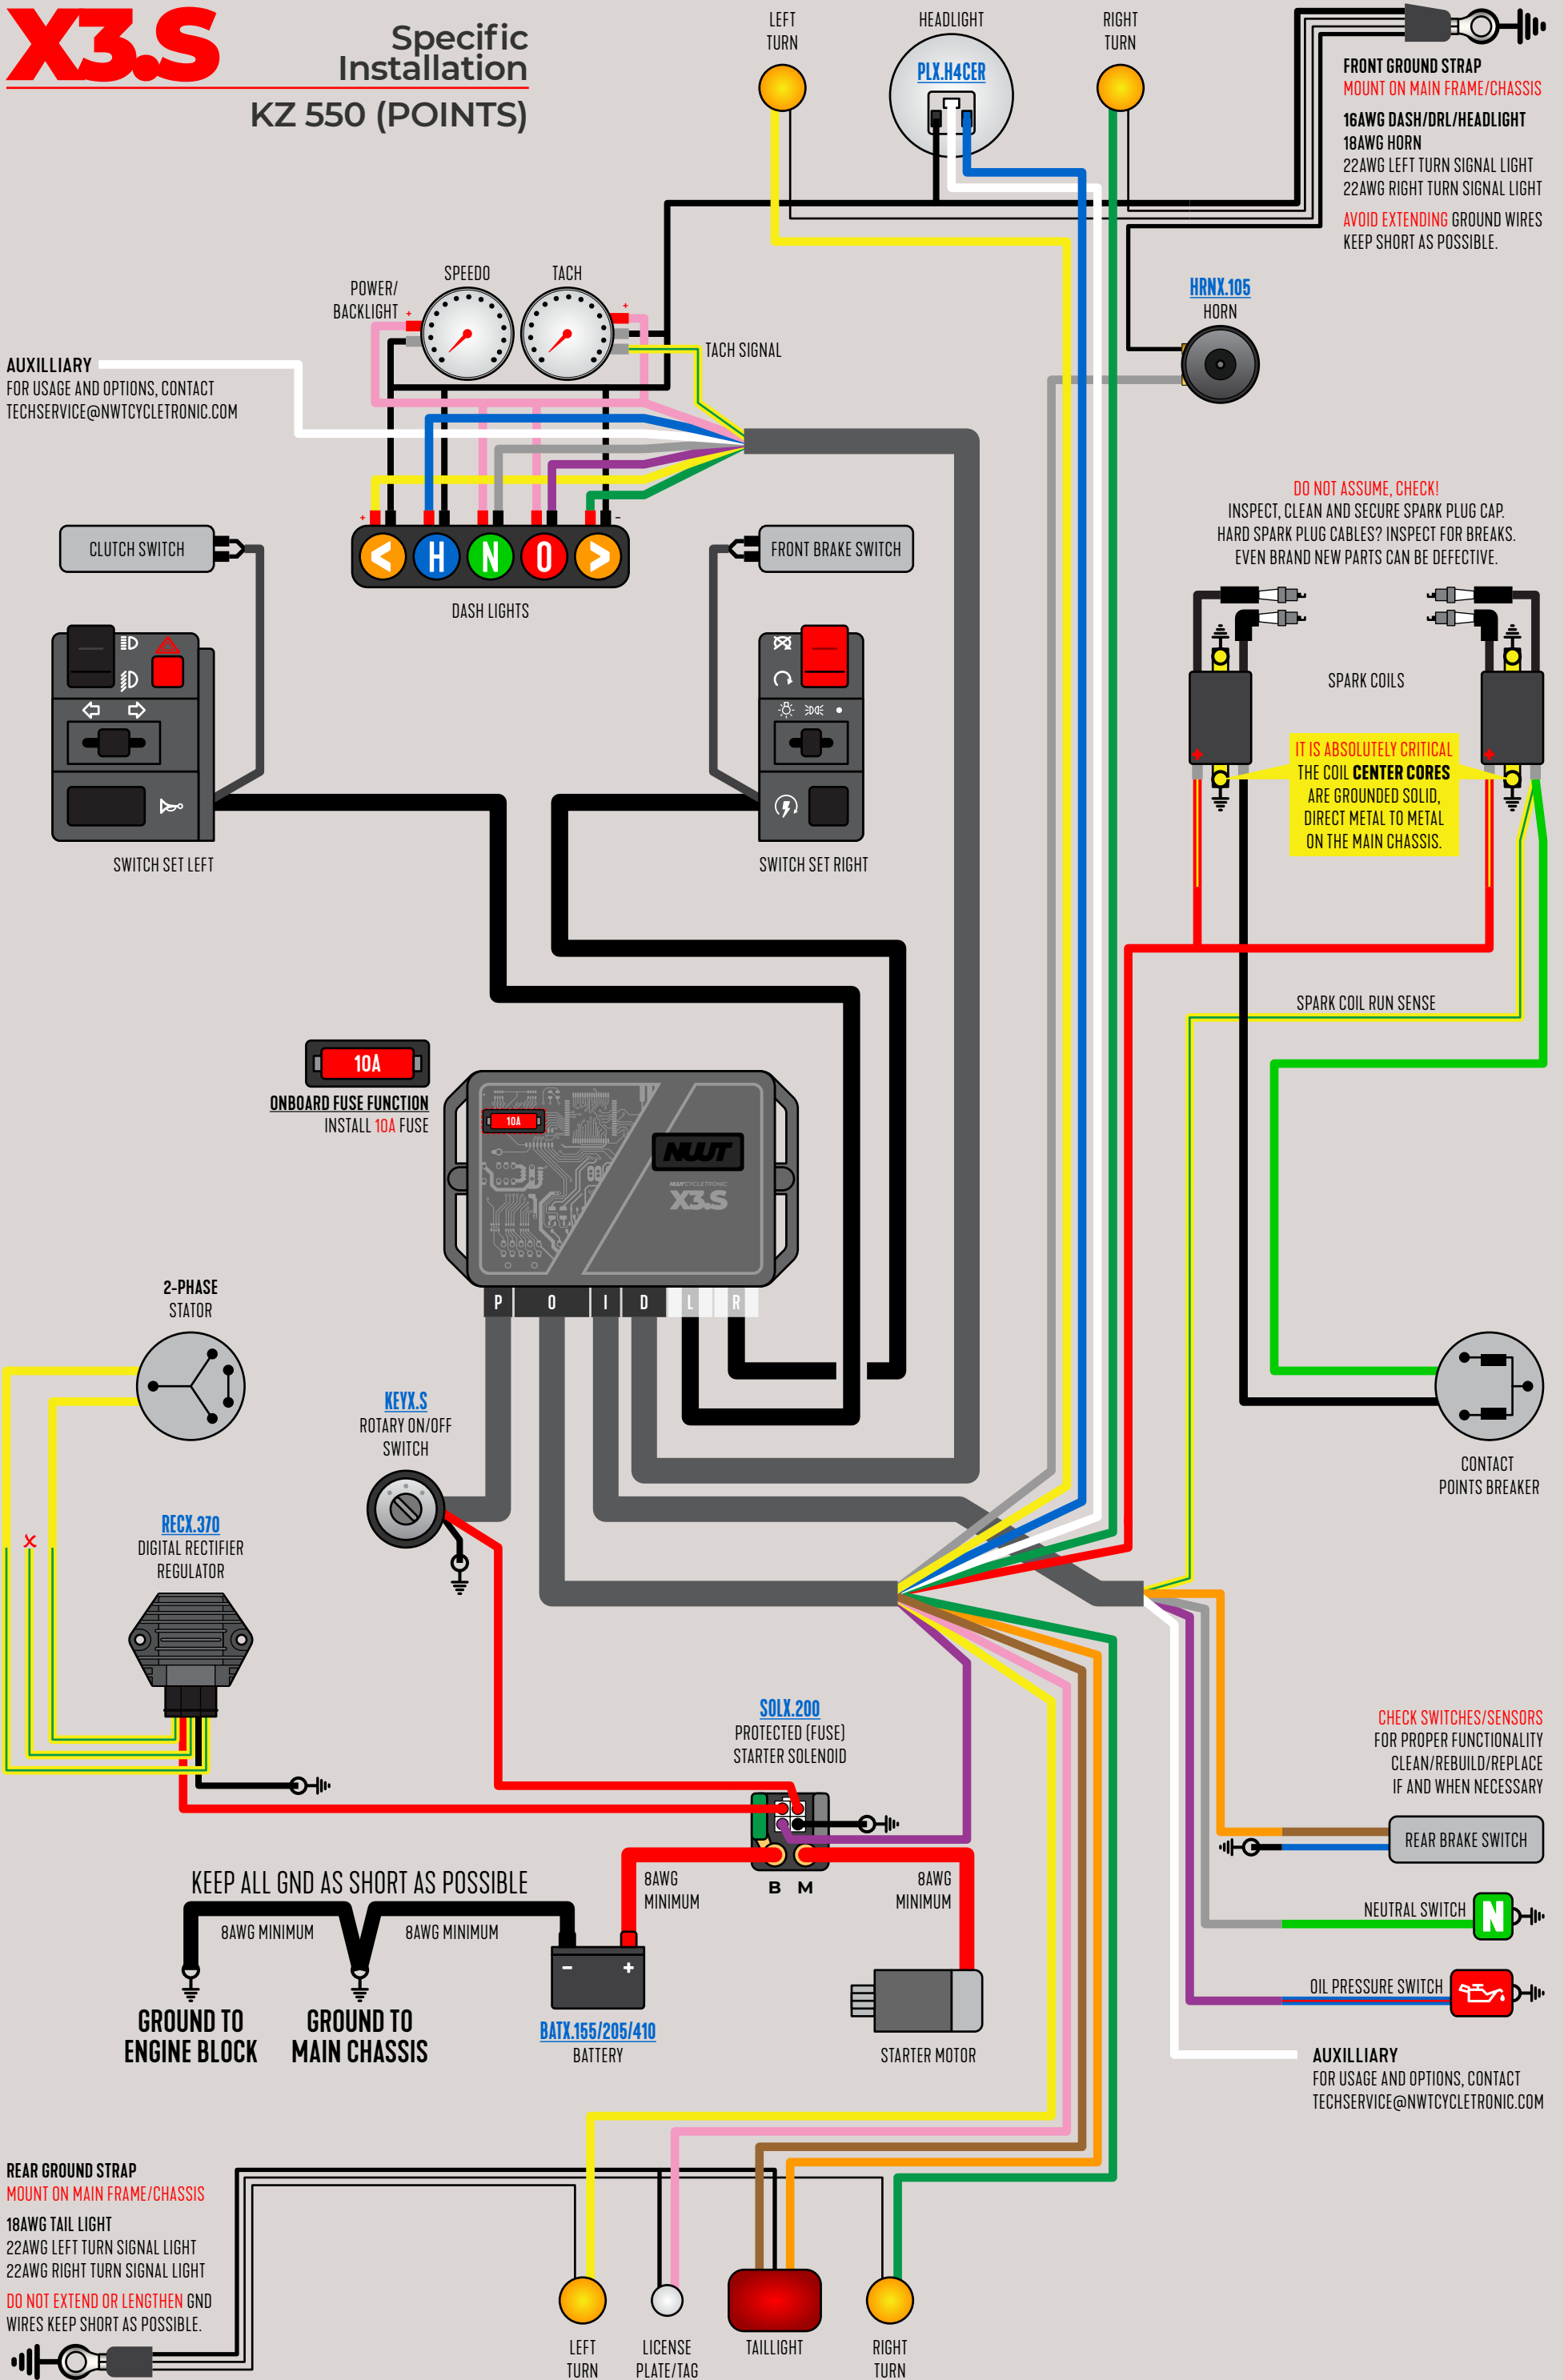 X3.S
Specific
Installation
KZ 550 (POINTS)
LEFT
TURN
HEADLIGHT
PLX.H4CER
RIGHT
TURN
FRONT GROUND STRAP
MOUNT ON MAIN FRAME/CHASSIS
16AWG DASH/DRL/HEADLIGHT
18AWG HORN
22AWG LEFT TURN SIGNAL LIGHT
22AWG RIGHT TURN SIGNAL LIGHT
AVOID EXTENDING GROUND WIRES
KEEP SHORT AS POSSIBLE.
POWER/
BACKLIGHT
SPEEDO
TACH
+
+
TACH SIGNAL
HRNX.105
HORN
AUXILLIARY
FOR USAGE AND OPTIONS, CONTACT
TECHSERVICE@NWTCYCLETRONIC.COM
+
-
< H N O >
DASH LIGHTS
CLUTCH SWITCH
FRONT BRAKE SWITCH
DO NOT ASSUME, CHECK!
INSPECT, CLEAN AND SECURE SPARK PLUG CAP.
HARD SPARK PLUG CABLES? INSPECT FOR BREAKS.
EVEN BRAND NEW PARTS CAN BE DEFECTIVE.
SPARK COILS
+
+
IT IS ABSOLUTELY CRITICAL
THE COIL CENTER CORES
ARE GROUNDED SOLID,
DIRECT METAL TO METAL
ON THE MAIN CHASSIS.
SWITCH SET LEFT
SWITCH SET RIGHT
SPARK COIL RUN SENSE
10A
ONBOARD FUSE FUNCTION
INSTALL 10A FUSE
10A
NWT
NWTCYCLETRONIC
X3.S
P O I D L R
2-PHASE
STATOR
KEYX.S
ROTARY ON/OFF
SWITCH
CONTACT
POINTS BREAKER
X
RECX.370
DIGITAL RECTIFIER
REGULATOR
SOLX.200
PROTECTED (FUSE)
STARTER SOLENOID
B M
8AWG
MINIMUM
8AWG
MINIMUM
CHECK SWITCHES/SENSORS
FOR PROPER FUNCTIONALITY
CLEAN/REBUILD/REPLACE
IF AND WHEN NECESSARY
REAR BRAKE SWITCH
NEUTRAL SWITCH
N
OIL PRESSURE SWITCH
KEEP ALL GND AS SHORT AS POSSIBLE
8AWG MINIMUM
8AWG MINIMUM
- +
GROUND TO
ENGINE BLOCK
GROUND TO
MAIN CHASSIS
BATX.155/205/410
BATTERY
STARTER MOTOR
AUXILLIARY
FOR USAGE AND OPTIONS, CONTACT
TECHSERVICE@NWTCYCLETRONIC.COM
REAR GROUND STRAP
MOUNT ON MAIN FRAME/CHASSIS
18AWG TAIL LIGHT
22AWG LEFT TURN SIGNAL LIGHT
22AWG RIGHT TURN SIGNAL LIGHT
DO NOT EXTEND OR LENGTHEN GND
WIRES KEEP SHORT AS POSSIBLE.
LEFT
TURN
LICENSE
PLATE/TAG
TAILLIGHT
RIGHT
TURN